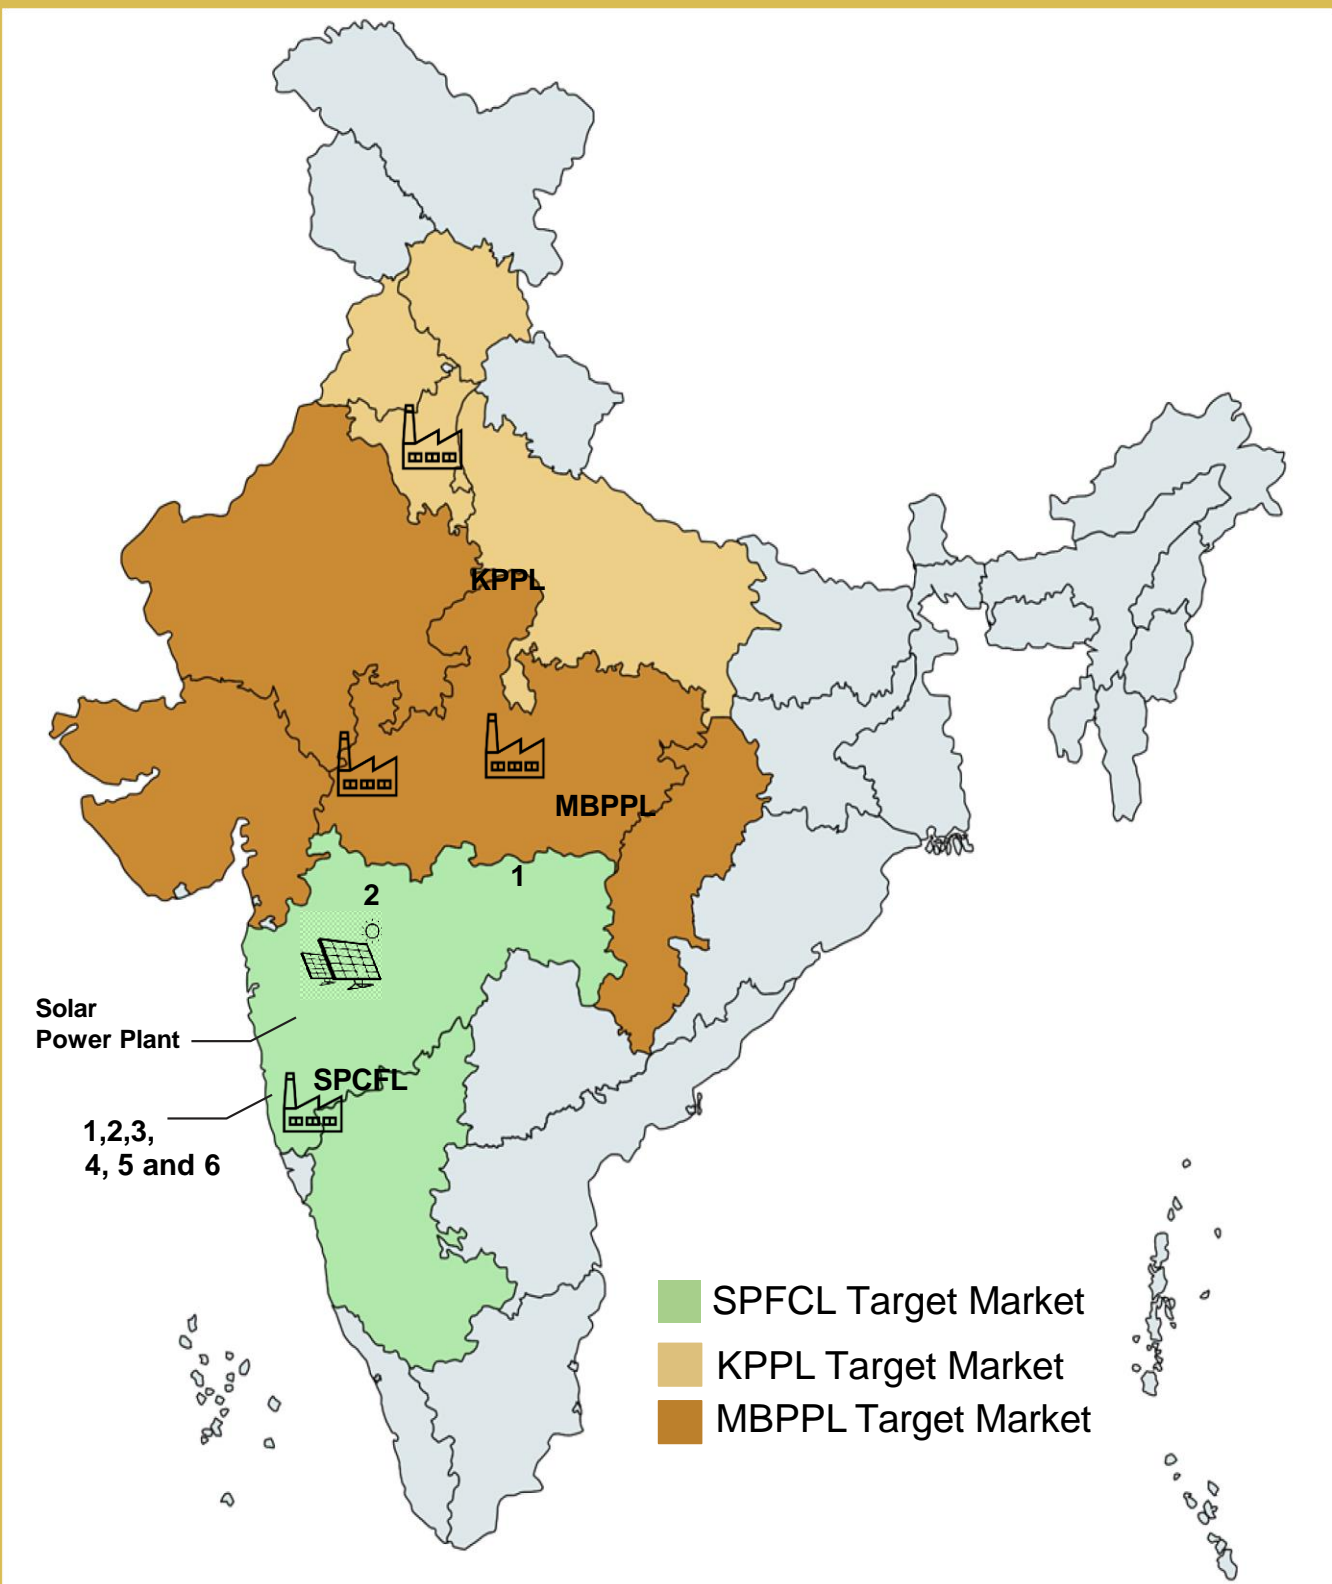 KPPL
MBPPL
1
2
Solar
Power Plant
SPCFL
1,2,3,
4, 5 and 6
SPFCL Target Market
KPPL Target Market
MBPPL Target Market